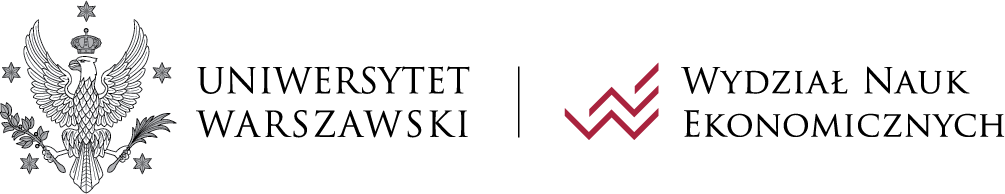 UNIWERSYTET
WARSZAWSKI
WYDZIAŁ NAUK
EKONOMICZNYCH